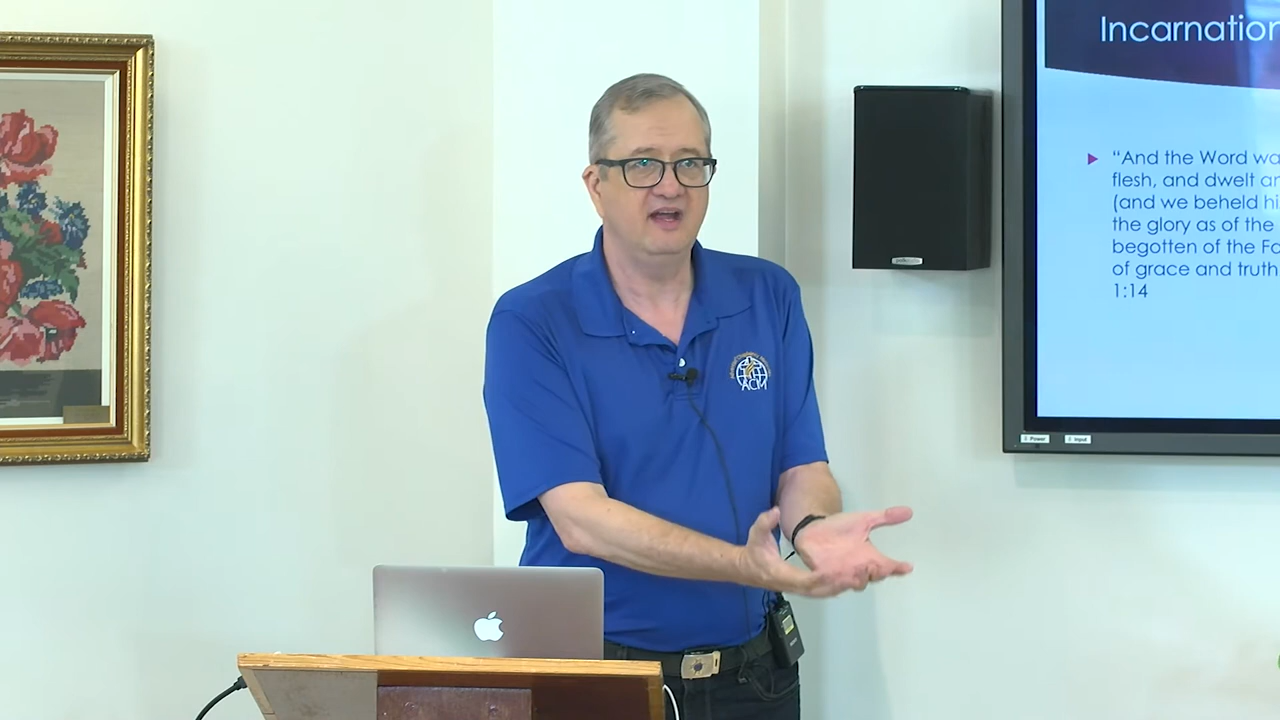 Incarnation
"And the Word wa
flesh, and dwelt an
(and we beheld hi
the glory as of the
begotten of the Fa
of grace and truth
1:14
Power
Input
ACM